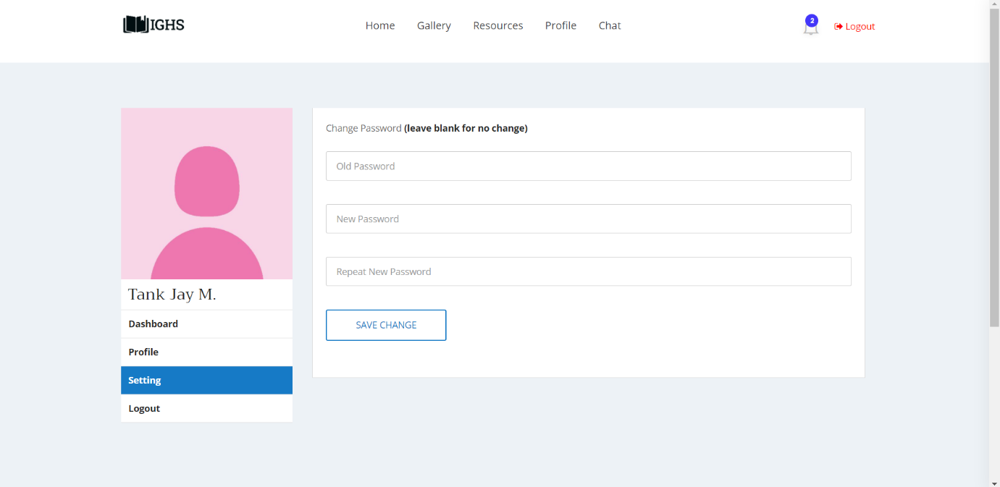 IGHS
Home Gallery Resources Profile Chat
2
Logout
Change Password (leave blank for no change)
Old Password
New Password
Repeat New Password
SAVE CHANGE
Tank Jay M.
Dashboard
Profile
Setting
Logout